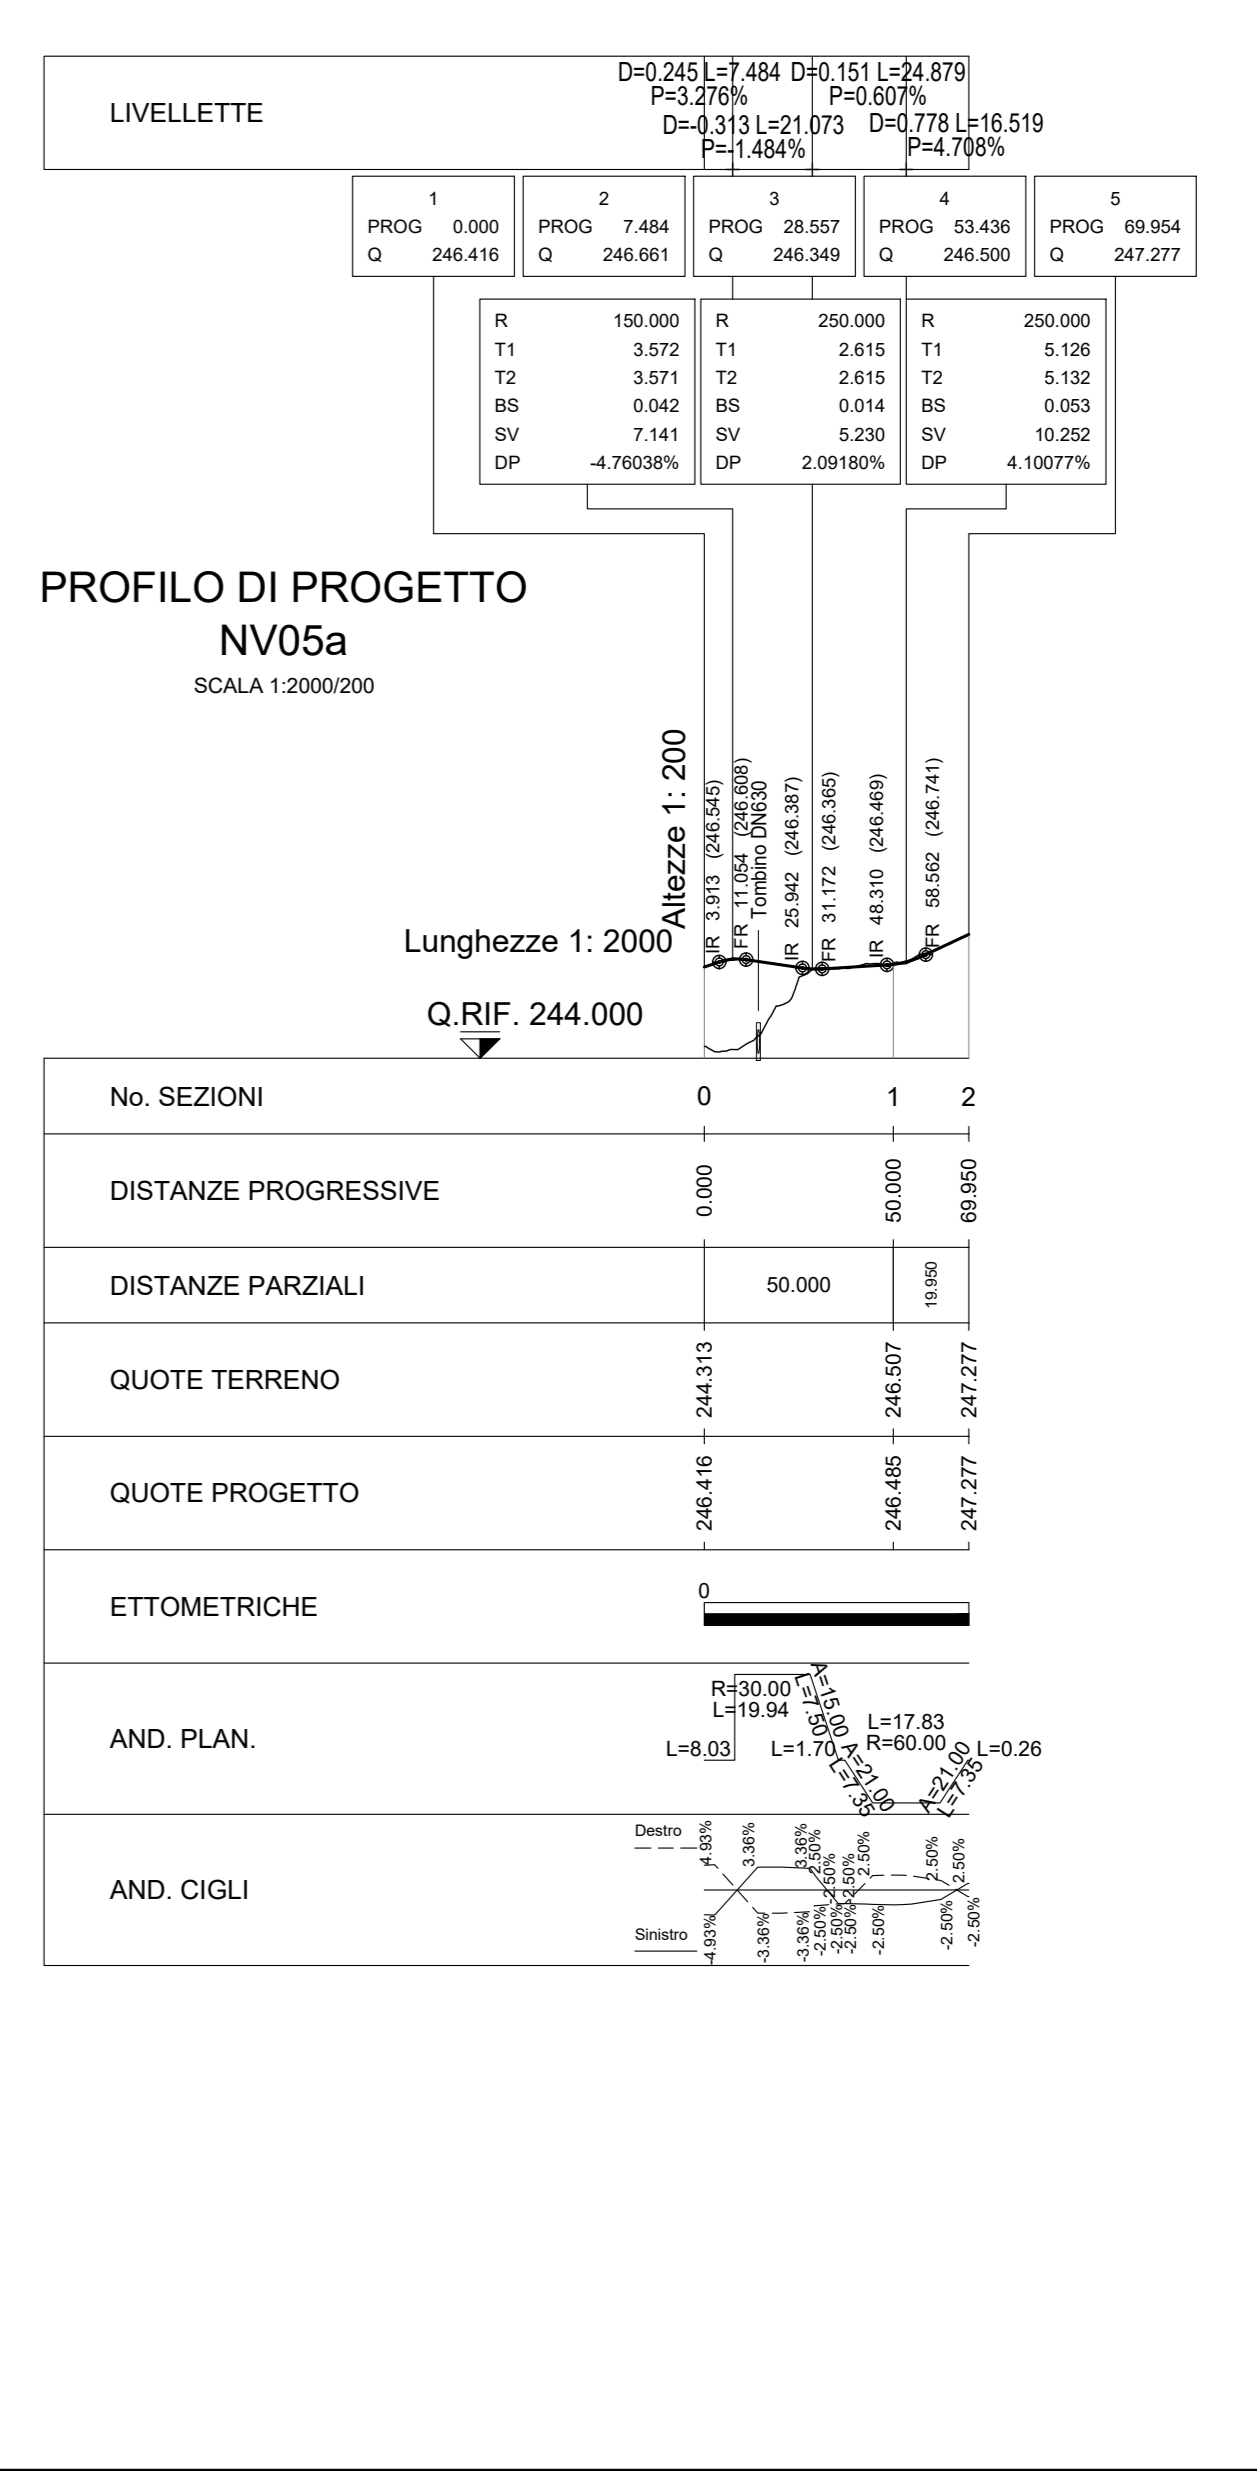 LIVELLETTE
D=0.245 L=7.484 D=0.151 L=24.879
P=3.276% P=0.607%
D=-0.313 L=21.073 D=0.778 L=16.519
P=-1.484% P=4.708%
1 2 3 4 5
PROG 0.000 PROG 7.484 PROG 28.557 PROG 53.436 PROG 69.954
Q 246.416 Q 246.661 Q 246.349 Q 246.500 Q 247.277
R 150.000 R 250.000 R 250.000
T1 3.572 T1 2.615 T1 5.126
T2 3.571 T2 2.615 T2 5.132
BS 0.042 BS 0.014 BS 0.053
SV 7.141 SV 5.230 SV 10.252
DP -4.76038% DP 2.09180% DP 4.10077%
PROFILO DI PROGETTO
NV05a
SCALA 1:2000/200
Altezze 1: 200
IR 3.913 (246.545)
FR 11.054 (246.608)
Tombino DN630
IR 25.942 (246.387)
FR 31.172 (246.365)
IR 48.310 (246.469)
FR 58.562 (246.741)
Lunghezze 1: 2000
Q.RIF. 244.000
No. SEZIONI 0 1 2
DISTANZE PROGRESSIVE 0.000 50.000 69.950
DISTANZE PARZIALI 50.000 19.950
QUOTE TERRENO 244.313 246.507 247.277
QUOTE PROGETTO 246.416 246.485 247.277
ETTOMETRICHE 0
AND. PLAN.
L=8.03
R=30.00
L=19.94
A=15.00
L=7.50
L=1.70
A=21.00
L=7.35
L=17.83
R=60.00
A=21.00
L=7.35
L=0.26
AND. CIGLI
Destro 4.93% 3.36% 3.36% 2.50% -2.50% -2.50% 2.50% 2.50% 2.50%
Sinistro -4.93% -3.36% -3.36% -2.50% -2.50% -2.50% -2.50% -2.50% -2.50%